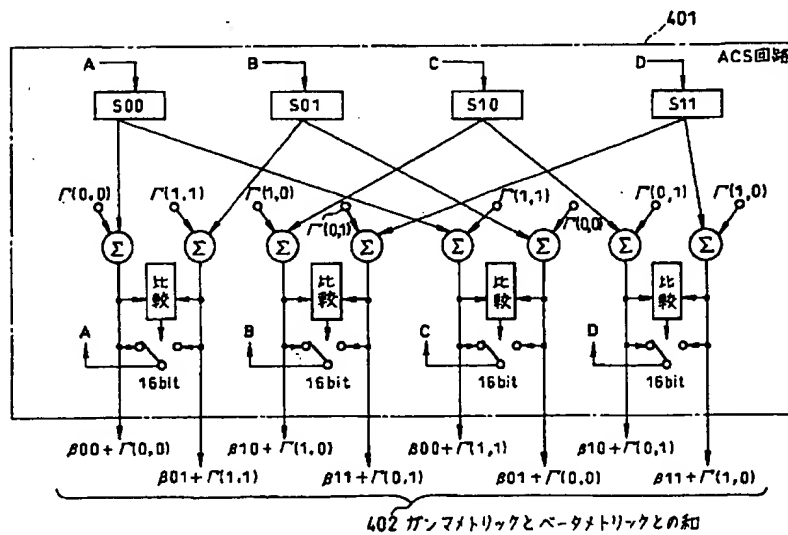 401
ACS回路
A B C D
S00 S01 S10 S11
Γ(0,0) Γ(1,1) Γ(1,0) Γ(0,1) Γ(1,1) Γ(0,0) Γ(0,1) Γ(1,0)
Σ Σ Σ Σ Σ Σ Σ Σ
比較 比較 比較 比較
A B C D
16bit 16bit 16bit 16bit
β00+Γ(0,0) β10+Γ(1,0) β00+Γ(1,1) β10+Γ(0,1)
β01+Γ(1,1) β11+Γ(0,1) β01+Γ(0,0) β11+Γ(1,0)
402 ガンマメトリックとベータメトリックとの和